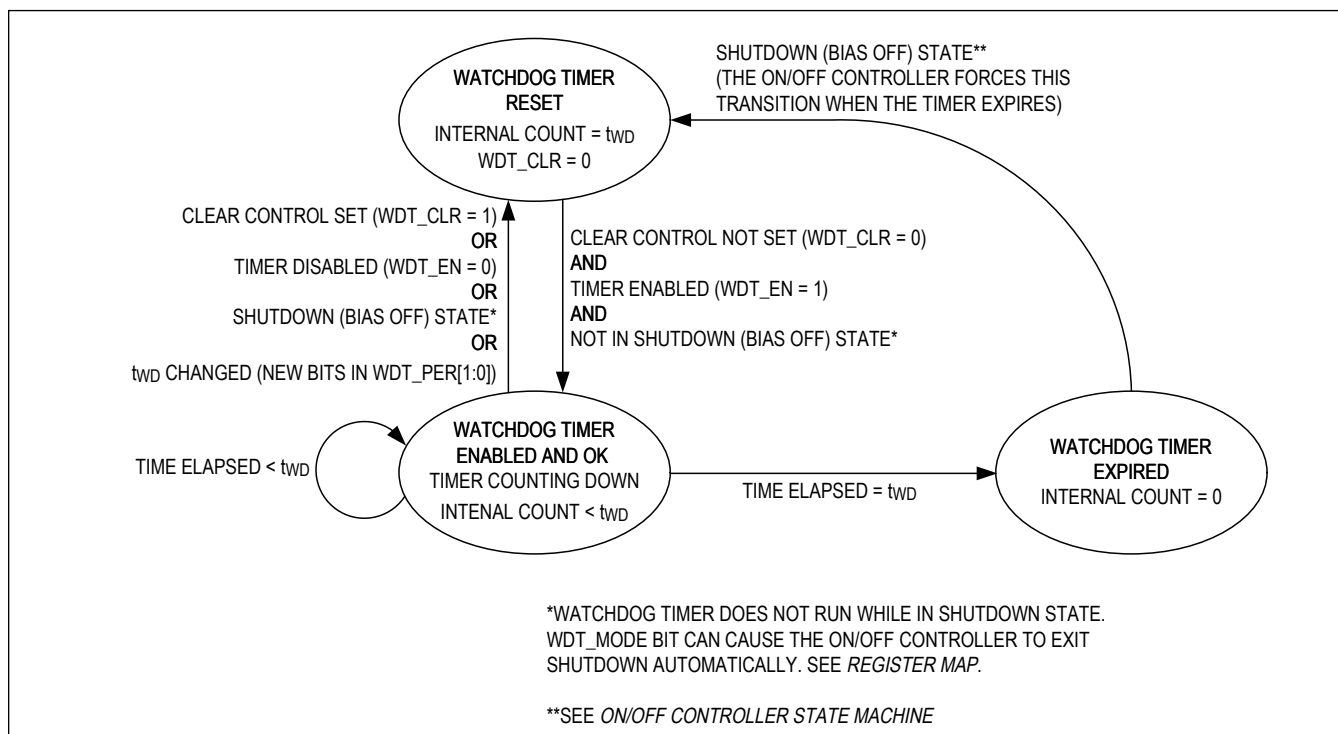 WATCHDOG TIMER
RESET
INTERNAL COUNT = tWD
WDT_CLR = 0
SHUTDOWN (BIAS OFF) STATE**
(THE ON/OFF CONTROLLER FORCES THIS
TRANSITION WHEN THE TIMER EXPIRES)
CLEAR CONTROL SET (WDT_CLR = 1)
OR
TIMER DISABLED (WDT_EN = 0)
OR
SHUTDOWN (BIAS OFF) STATE*
OR
tWD CHANGED (NEW BITS IN WDT_PER[1:0])
CLEAR CONTROL NOT SET (WDT_CLR = 0)
AND
TIMER ENABLED (WDT_EN = 1)
AND
NOT IN SHUTDOWN (BIAS OFF) STATE*
TIME ELAPSED < tWD
WATCHDOG TIMER
ENABLED AND OK
TIMER COUNTING DOWN
INTENAL COUNT < tWD
TIME ELAPSED = tWD
WATCHDOG TIMER
EXPIRED
INTERNAL COUNT = 0
*WATCHDOG TIMER DOES NOT RUN WHILE IN SHUTDOWN STATE.
WDT_MODE BIT CAN CAUSE THE ON/OFF CONTROLLER TO EXIT
SHUTDOWN AUTOMATICALLY. SEE REGISTER MAP.
**SEE ON/OFF CONTROLLER STATE MACHINE